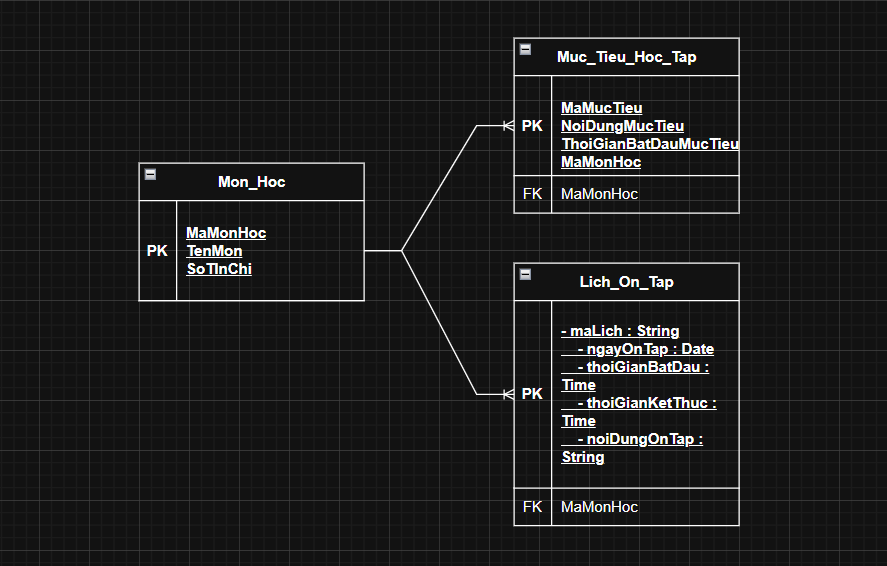 Mon_Hoc
PK
MaMonHoc
TenMon
SoTInChi
Muc_Tieu_Hoc_Tap
PK
MaMucTieu
NoiDungMucTieu
ThoiGianBatDauMucTieu
MaMonHoc
FK
MaMonHoc
Lich_On_Tap
PK
- maLich : String
- ngayOnTap : Date
- thoiGianBatDau :
Time
- thoiGianKetThuc :
Time
- noiDungOnTap :
String
FK
MaMonHoc